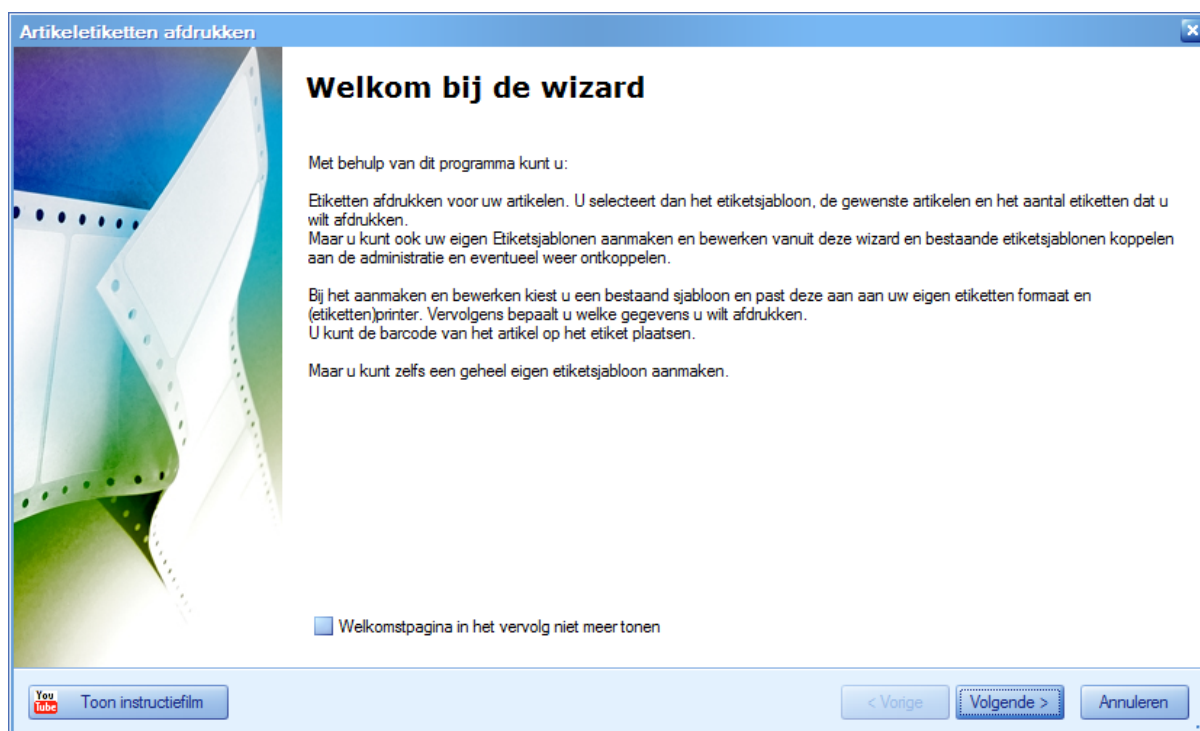 Artikeletiketten afdrukken
Welkom bij de wizard
Met behulp van dit programma kunt u:
Etiketten afdrukken voor uw artikelen. U selecteert dan het etiketsjabloon, de gewenste artikelen en het aantal etiketten dat u
wilt afdrukken.
Maar u kunt ook uw eigen Etiketsjablonen aanmaken en bewerken vanuit deze wizard en bestaande etiketsjablonen koppelen
aan de administratie en eventueel weer ontkoppelen.
Bij het aanmaken en bewerken kiest u een bestaand sjabloon en past deze aan aan uw eigen etiketten formaat en
(etiketten)printer. Vervolgens bepaalt u welke gegevens u wilt afdrukken.
U kunt de barcode van het artikel op het etiket plaatsen.
Maar u kunt zelfs een geheel eigen etiketsjabloon aanmaken.
Welkomstpagina in het vervolg niet meer tonen
You
Tube
Toon instructiefilm
< Vorige
Volgende >
Annuleren